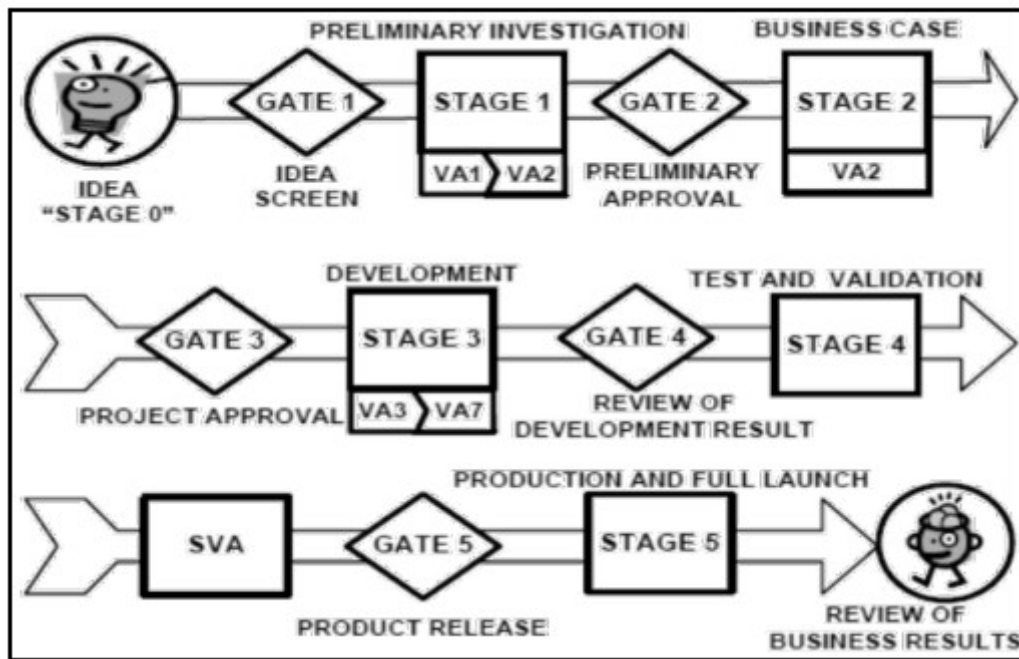 PRELIMINARY INVESTIGATION
BUSINESS CASE
GATE 1
STAGE 1
GATE 2
STAGE 2
VA1
VA2
VA2
IDEA
"STAGE 0"
IDEA
SCREEN
PRELIMINARY
APPROVAL
DEVELOPMENT
TEST AND VALIDATION
GATE 3
STAGE 3
GATE 4
STAGE 4
VA3
VA7
PROJECT APPROVAL
REVIEW OF
DEVELOPMENT RESULT
PRODUCTION AND FULL LAUNCH
SVA
GATE 5
STAGE 5
PRODUCT RELEASE
REVIEW OF
BUSINESS RESULTS